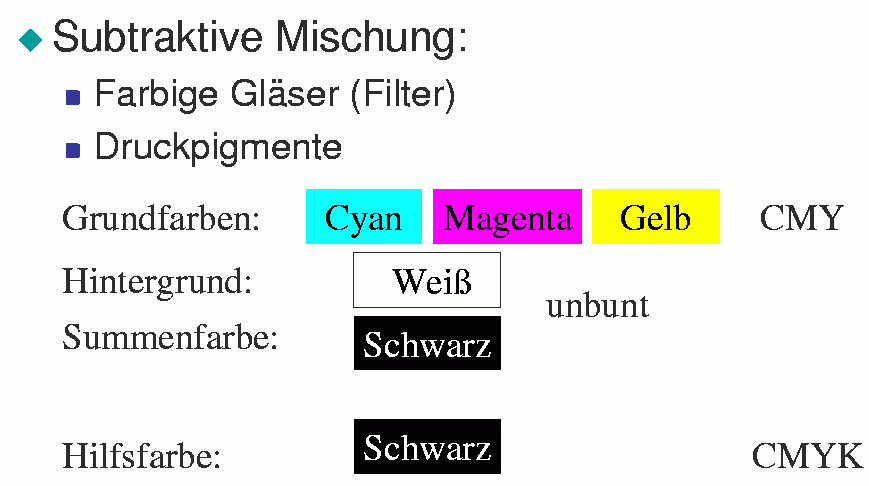 Subtraktive Mischung:
Farbige Gläser (Filter)
Druckpigmente
Grundfarben: Cyan Magenta Gelb CMY
Hintergrund: Weiß
unbunt
Summenfarbe: Schwarz
Hilfsfarbe: Schwarz CMYK